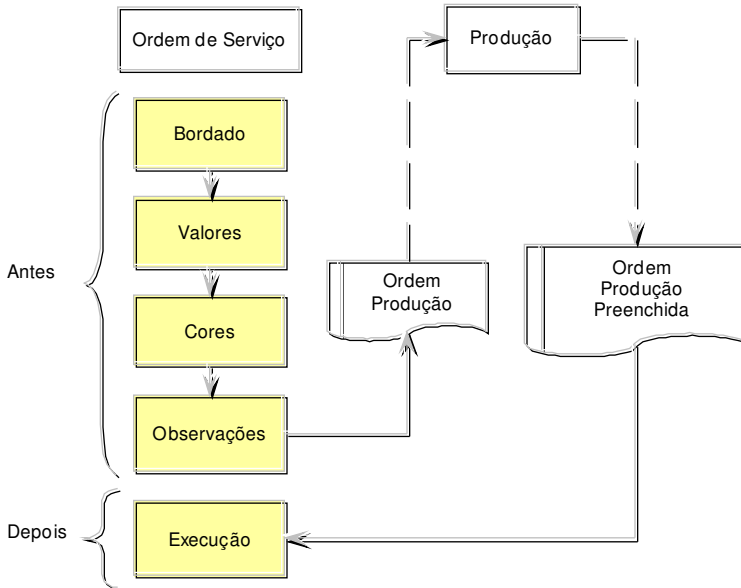 Ordem de Serviço
Produção
Bordado
Valores
Antes
Ordem
Produção
Ordem
Produção
Preenchida
Cores
Observações
Depois
Execução